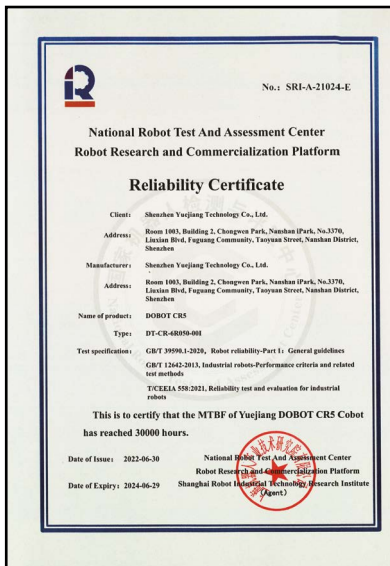 No.: SRI-A-21024-E
National Robot Test And Assessment Center
Robot Research and Commercialization Platform
Reliability Certificate
Client: Shenzhen Yuejiang Technology Co., Ltd.
Address: Room 1003, Building 2, Chongwen Park, Nanshan iPark, No.3370,
Liuxian Blvd, Fuguang Community, Taoyuan Street, Nanshan District,
Shenzhen
Manufacturer: Shenzhen Yuejiang Technology Co., Ltd.
Address: Room 1003, Building 2, Chongwen Park, Nanshan iPark, No.3370,
Liuxian Blvd, Fuguang Community, Taoyuan Street, Nanshan District,
Shenzhen
Name of product: DOBOT CR5
Type: DT-CR-6R050-00I
Test specification: GB/T 39590.1-2020, Robot reliability-Part 1: General guidelines
GB/T 12642-2013, Industrial robots-Performance criteria and related
test methods
T/CEEIA 558:2021, Reliability test and evaluation for industrial
robots
This is to certify that the MTBF of Yuejiang DOBOT CR5 Cobot
has reached 30000 hours.
Date of Issue: 2022-06-30
National Robot Test And Assessment Center
Robot Research and Commercialization Platform
Date of Expiry: 2024-06-29
Shanghai Robot Industrial Technology Research Institute
(Agent)